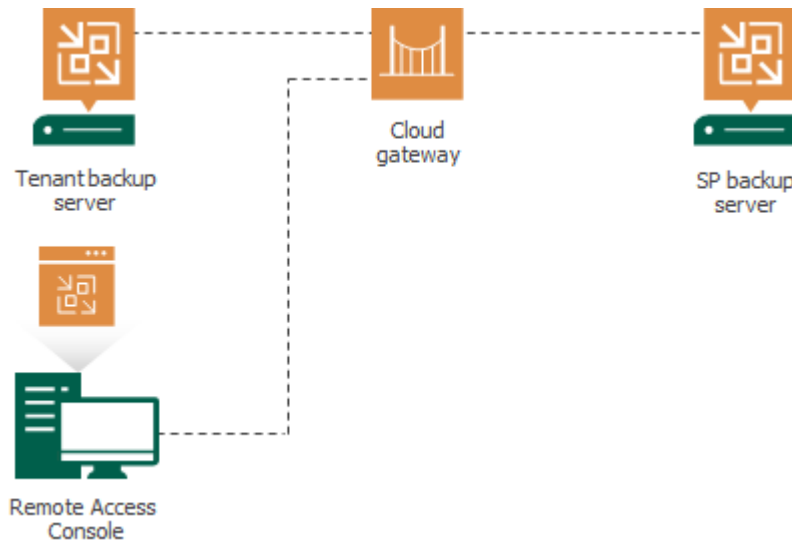 Cloud
gateway
Tenant backup
server
SP backup
server
Remote Access
Console